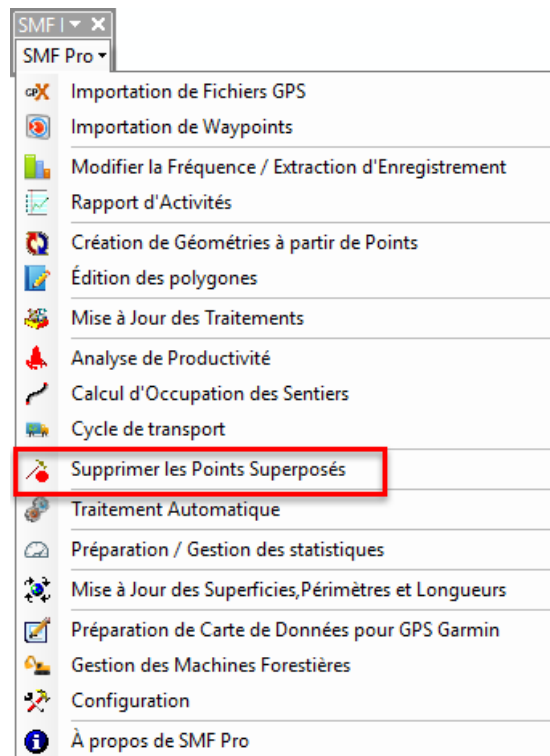 SMF
SMF Pro
GPX Importation de Fichiers GPS
Importation de Waypoints
Modifier la Fréquence / Extraction d'Enregistrement
Rapport d'Activités
Création de Géométries à partir de Points
Édition des polygones
Mise à Jour des Traitements
Analyse de Productivité
Calcul d'Occupation des Sentiers
Cycle de transport
Supprimer les Points Superposés
Traitement Automatique
Préparation / Gestion des statistiques
Mise à Jour des Superficies,Périmètres et Longueurs
Préparation de Carte de Données pour GPS Garmin
Gestion des Machines Forestières
Configuration
À propos de SMF Pro